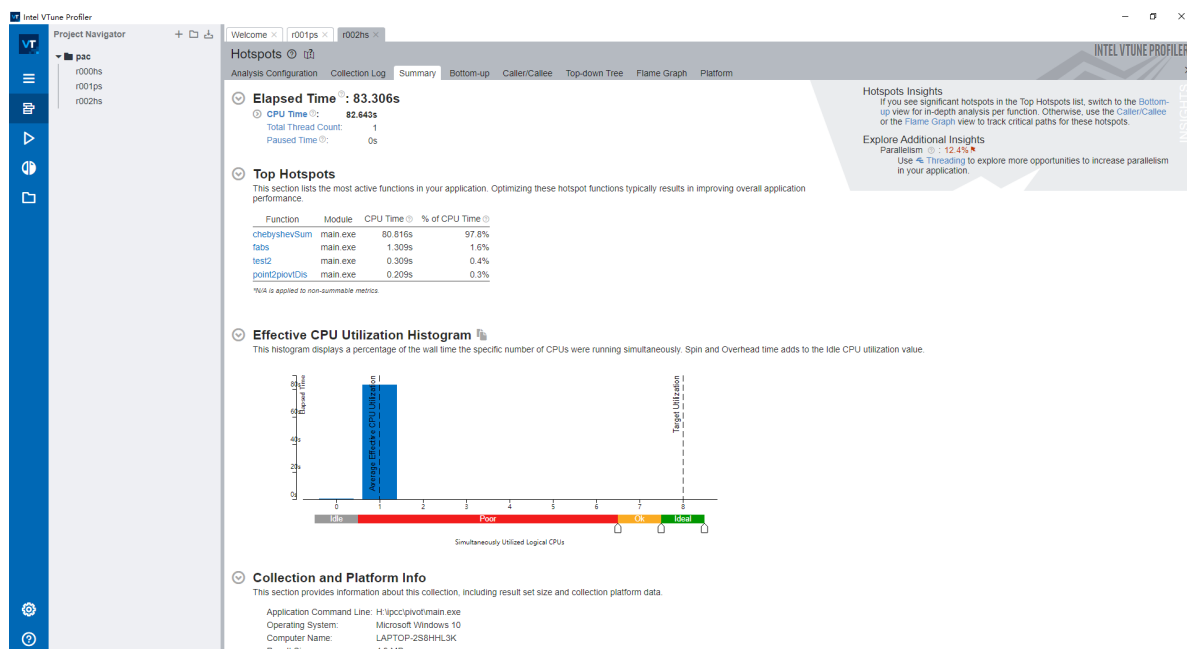 Intel VTune Profiler
VT
Project Navigator
pac
r000hs
r001ps
r002hs
Welcome × r001ps × r002hs ×
Hotspots
INTEL VTUNE PROFILER
Analysis Configuration Collection Log Summary Bottom-up Caller/Callee Top-down Tree Flame Graph Platform
Elapsed Time : 83.306s
CPU Time : 82.643s
Total Thread Count: 1
Paused Time : 0s
Top Hotspots
This section lists the most active functions in your application. Optimizing these hotspot functions typically results in improving overall application
performance.
Function Module CPU Time % of CPU Time
chebyshevSum main.exe 80.816s 97.8%
fabs main.exe 1.309s 1.6%
test2 main.exe 0.309s 0.4%
point2piovtDis main.exe 0.209s 0.3%
*N/A is applied to non-summable metrics.
Hotspots Insights
If you see significant hotspots in the Top Hotspots list, switch to the Bottom-
up view for in-depth analysis per function. Otherwise, use the Caller/Callee
or the Flame Graph view to track critical paths for these hotspots.
Explore Additional Insights
Parallelism : 12.4%
Use Threading to explore more opportunities to increase parallelism
in your application.
INSIGHTS
Effective CPU Utilization Histogram
This histogram displays a percentage of the wall time the specific number of CPUs were running simultaneously. Spin and Overhead time adds to the Idle CPU utilization value.
Elapsed Time
80s
60s
40s
20s
0s
Average Effective CPU Utilization
Target Utilization
0 1 2 3 4 5 6 7 8
Idle Poor Ok Ideal
Simultaneously Utilized Logical CPUs
Collection and Platform Info
This section provides information about this collection, including result set size and collection platform data.
Application Command Line: H:\ipcc\pivot\main.exe
Operating System: Microsoft Windows 10
Computer Name: LAPTOP-2S8HHL3K